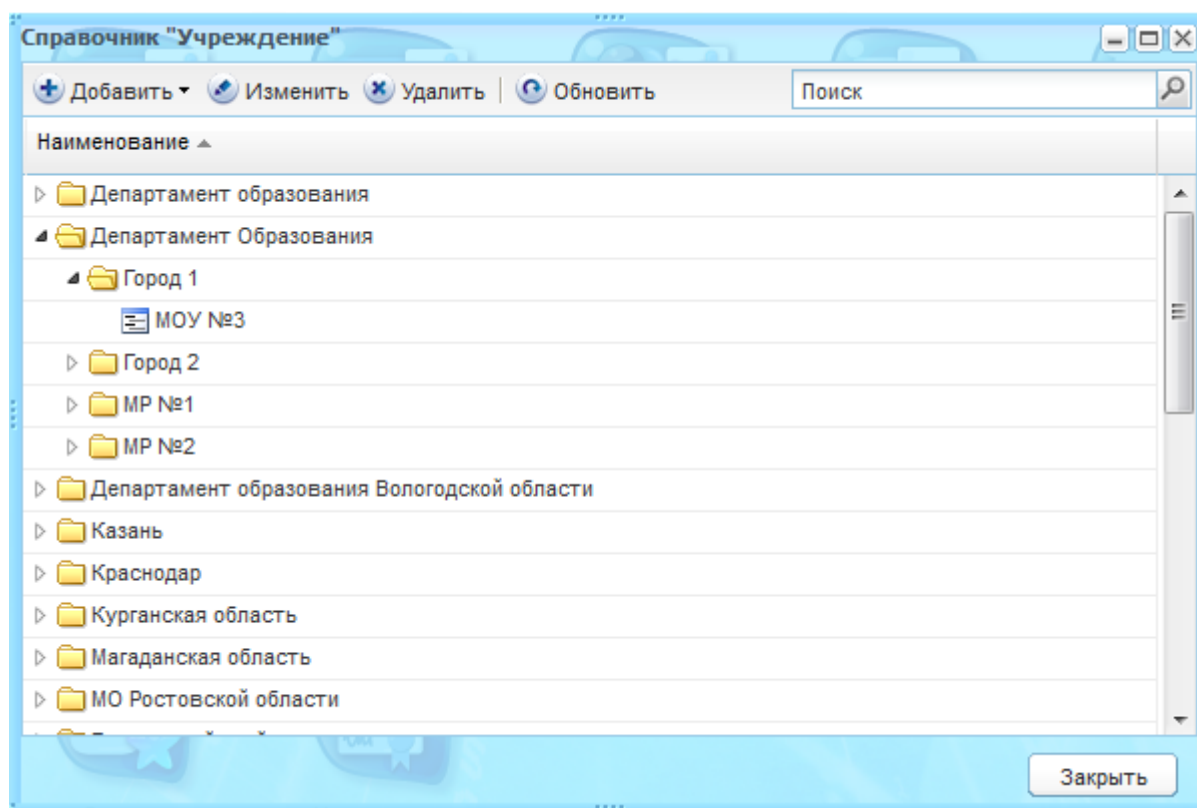 Справочник "Учреждение"
Добавить Изменить Удалить Обновить Поиск
Наименование
Департамент образования
Департамент Образования
Город 1
МОУ №3
Город 2
МР №1
МР №2
Департамент образования Вологодской области
Казань
Краснодар
Курганская область
Магаданская область
МО Ростовской области
Закрыть